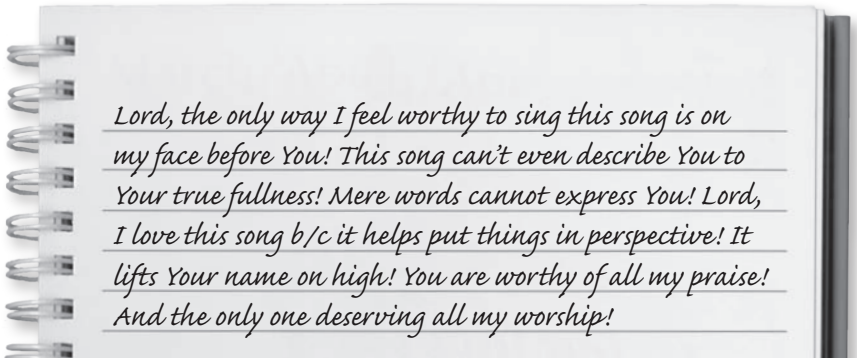 Lord, the only way I feel worthy to sing this song is on
my face before You! This song can't even describe You to
Your true fullness! Mere words cannot express You! Lord,
I love this song b/c it helps put things in perspective! It
lifts Your name on high! You are worthy of all my praise!
And the only one deserving all my worship!